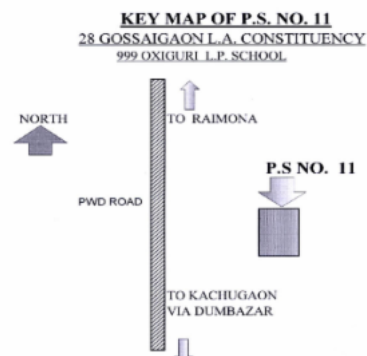 KEY MAP OF P.S. NO. 11
28 GOSSAIGAON L.A. CONSTITUENCY
999 OXIGURI L.P. SCHOOL
NORTH
TO RAIMONA
P.S NO. 11
PWD ROAD
TO KACHUGAON
VIA DUMBAZAR